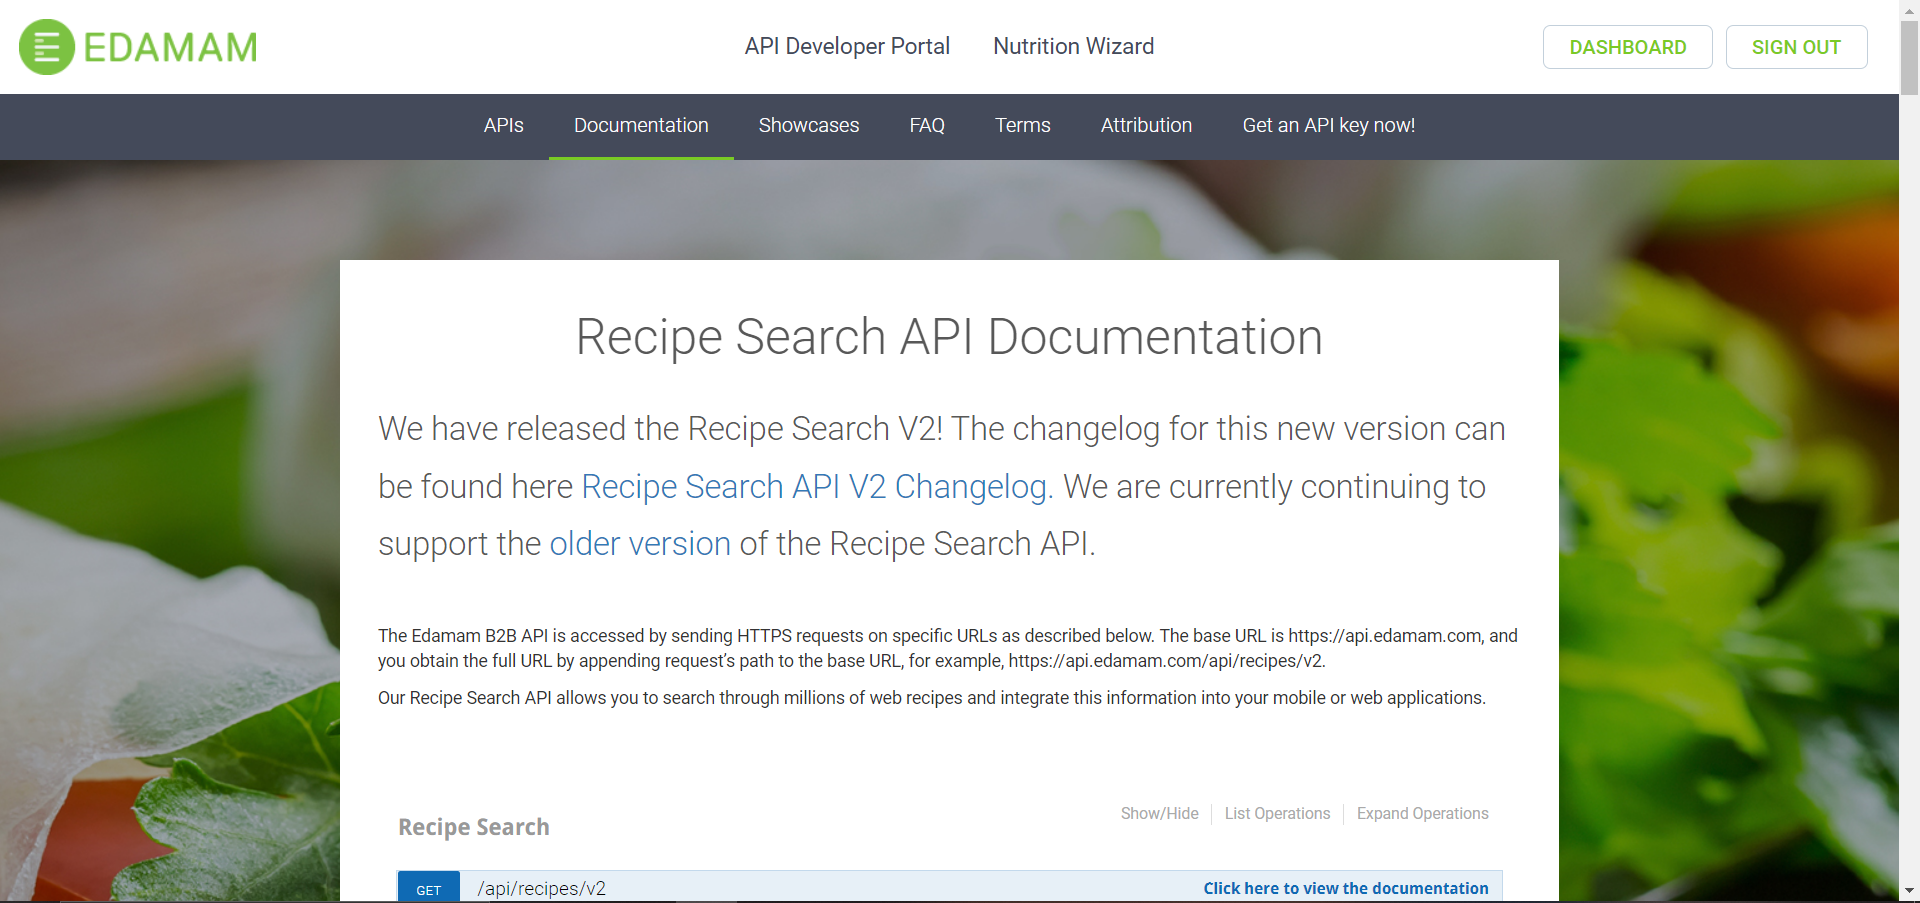 EDAMAM
API Developer Portal
Nutrition Wizard
DASHBOARD
SIGN OUT
APIs
Documentation
Showcases
FAQ
Terms
Attribution
Get an API key now!
Recipe Search API Documentation
We have released the Recipe Search V2! The changelog for this new version can
be found here Recipe Search API V2 Changelog. We are currently continuing to
support the older version of the Recipe Search API.
The Edamam B2B API is accessed by sending HTTPS requests on specific URLs as described below. The base URL is https://api.edamam.com, and
you obtain the full URL by appending request’s path to the base URL, for example, https://api.edamam.com/api/recipes/v2.
Our Recipe Search API allows you to search through millions of web recipes and integrate this information into your mobile or web applications.
Recipe Search
Show/Hide
List Operations
Expand Operations
GET
/api/recipes/v2
Click here to view the documentation